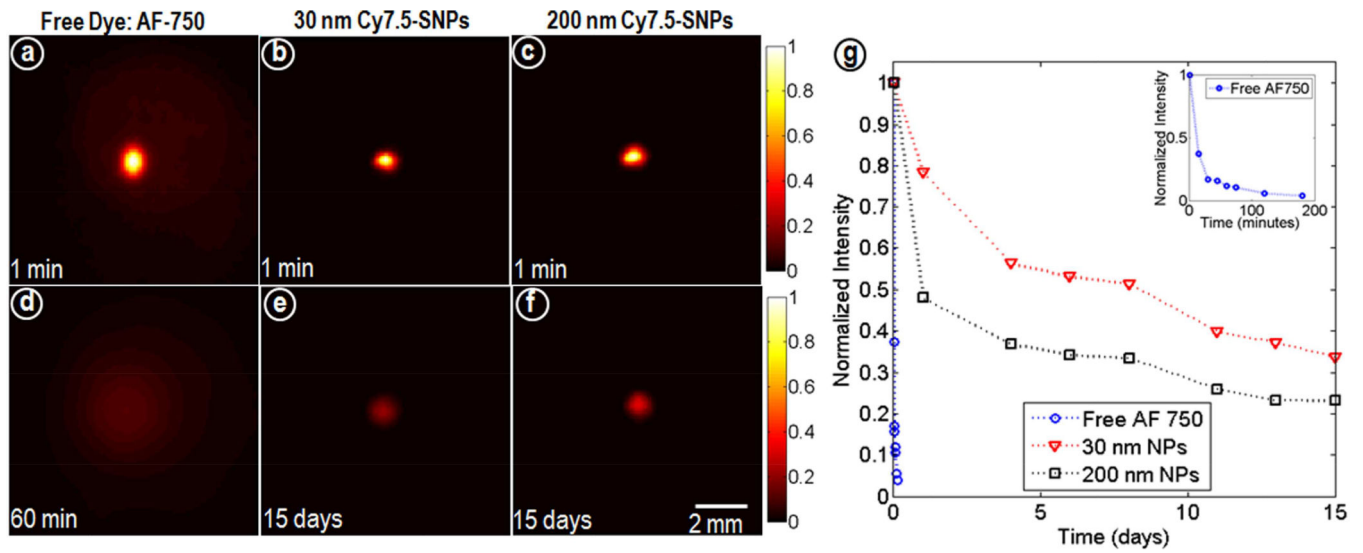 Free Dye: AF-750
30 nm Cy7.5-SNPs
200 nm Cy7.5-SNPs
a
1 min
b
1 min
c
1 min
1
0.8
0.6
0.4
0.2
0
d
60 min
e
15 days
f
15 days
2 mm
1
0.8
0.6
0.4
0.2
0
g
Normalized Intensity
1
0.9
0.8
0.7
0.6
0.5
0.4
0.3
0.2
0.1
0
0
5
10
15
Time (days)
Free AF 750
30 nm NPs
200 nm NPs
Normalized Intensity
1
0.5
0
0
100
200
Time (minutes)
Free AF750